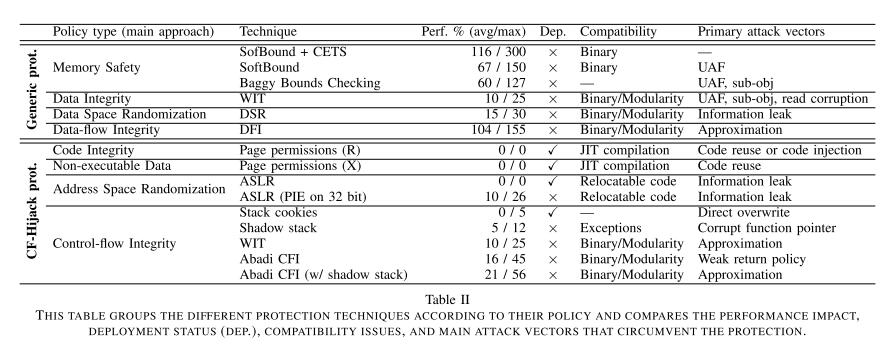 Policy type (main approach) Technique Perf. % (avg/max) Dep. Compatibility Primary attack vectors
Generic prot.
SofBound + CETS 116 / 300 × Binary —
Memory Safety SoftBound 67 / 150 × Binary UAF
Baggy Bounds Checking 60 / 127 × — UAF, sub-obj
Data Integrity WIT 10 / 25 × Binary/Modularity UAF, sub-obj, read corruption
Data Space Randomization DSR 15 / 30 × Binary/Modularity Information leak
Data-flow Integrity DFI 104 / 155 × Binary/Modularity Approximation
CF-Hijack prot.
Code Integrity Page permissions (R) 0 / 0 ✓ JIT compilation Code reuse or code injection
Non-executable Data Page permissions (X) 0 / 0 ✓ JIT compilation Code reuse
Address Space Randomization ASLR 0 / 0 ✓ Relocatable code Information leak
ASLR (PIE on 32 bit) 10 / 26 × Relocatable code Information leak
Stack cookies 0 / 5 ✓ — Direct overwrite
Shadow stack 5 / 12 × Exceptions Corrupt function pointer
Control-flow Integrity WIT 10 / 25 × Binary/Modularity Approximation
Abadi CFI 16 / 45 × Binary/Modularity Weak return policy
Abadi CFI (w/ shadow stack) 21 / 56 × Binary/Modularity Approximation
Table II
THIS TABLE GROUPS THE DIFFERENT PROTECTION TECHNIQUES ACCORDING TO THEIR POLICY AND COMPARES THE PERFORMANCE IMPACT,
DEPLOYMENT STATUS (DEP.), COMPATIBILITY ISSUES, AND MAIN ATTACK VECTORS THAT CIRCUMVENT THE PROTECTION.